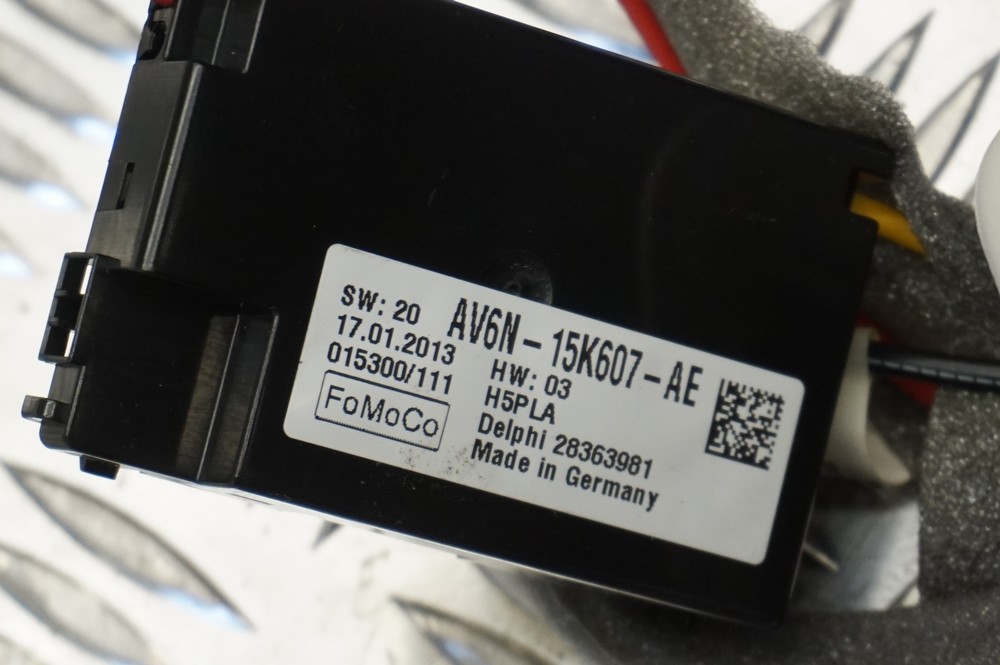 SW: 20 AV6N-15K607-AE
17.01.2013 HW: 03
015300/111 H5PLA
FoMoCo Delphi 28363981
Made in Germany